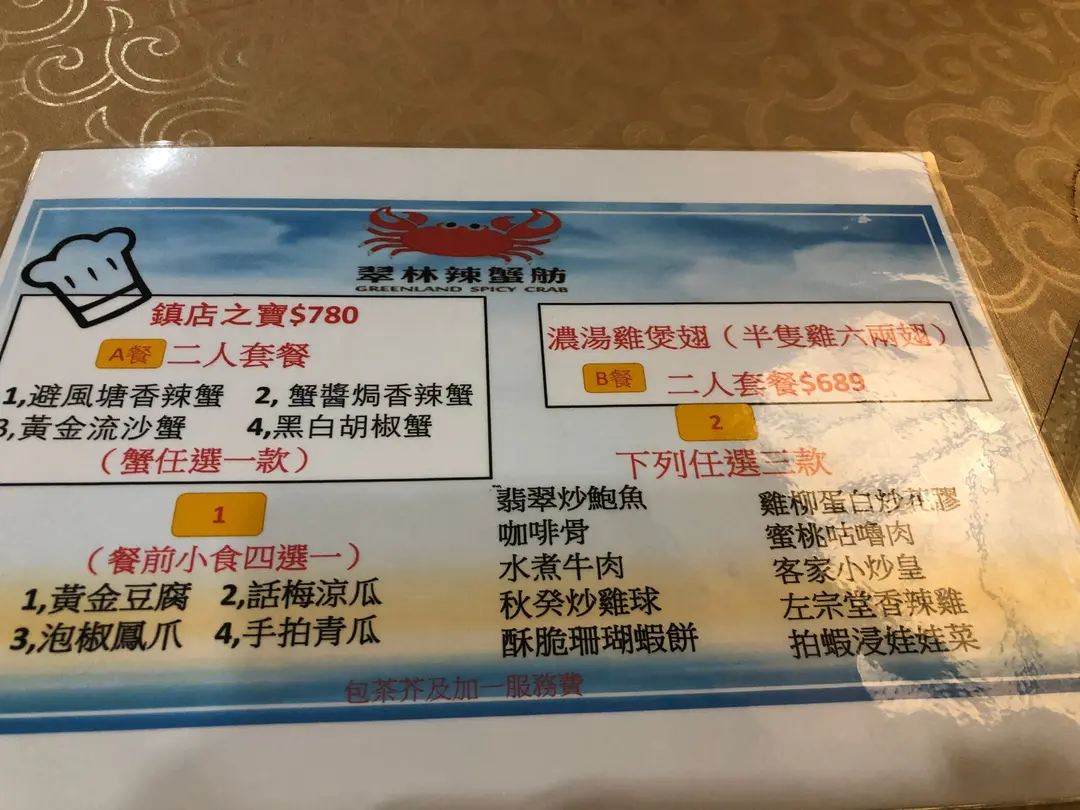 翠林辣蟹舫
GREENLAND SPICY CRAB
鎮店之寶$780
A餐 二人套餐
1,避風塘香辣蟹 2, 蟹醬焗香辣蟹
3,黃金流沙蟹 4,黑白胡椒蟹
（蟹任選一款）
1
（餐前小食四選一）
1,黃金豆腐 2,話梅涼瓜
3,泡椒鳳爪 4,手拍青瓜
濃湯雞煲翅（半隻雞六兩翅）
B餐 二人套餐$689
2
下列任選三款
翡翠炒鮑魚 雞柳蛋白炒花膠
咖啡骨 蜜桃咕嚕肉
水煮牛肉 客家小炒皇
秋癸炒雞球 左宗堂香辣雞
酥脆珊瑚蝦餅 拍蝦浸娃娃菜
包茶芥及加一服務費